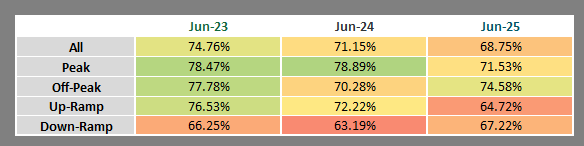 Jun-23 Jun-24 Jun-25
All 74.76% 71.15% 68.75%
Peak 78.47% 78.89% 71.53%
Off-Peak 77.78% 70.28% 74.58%
Up-Ramp 76.53% 72.22% 64.72%
Down-Ramp 66.25% 63.19% 67.22%